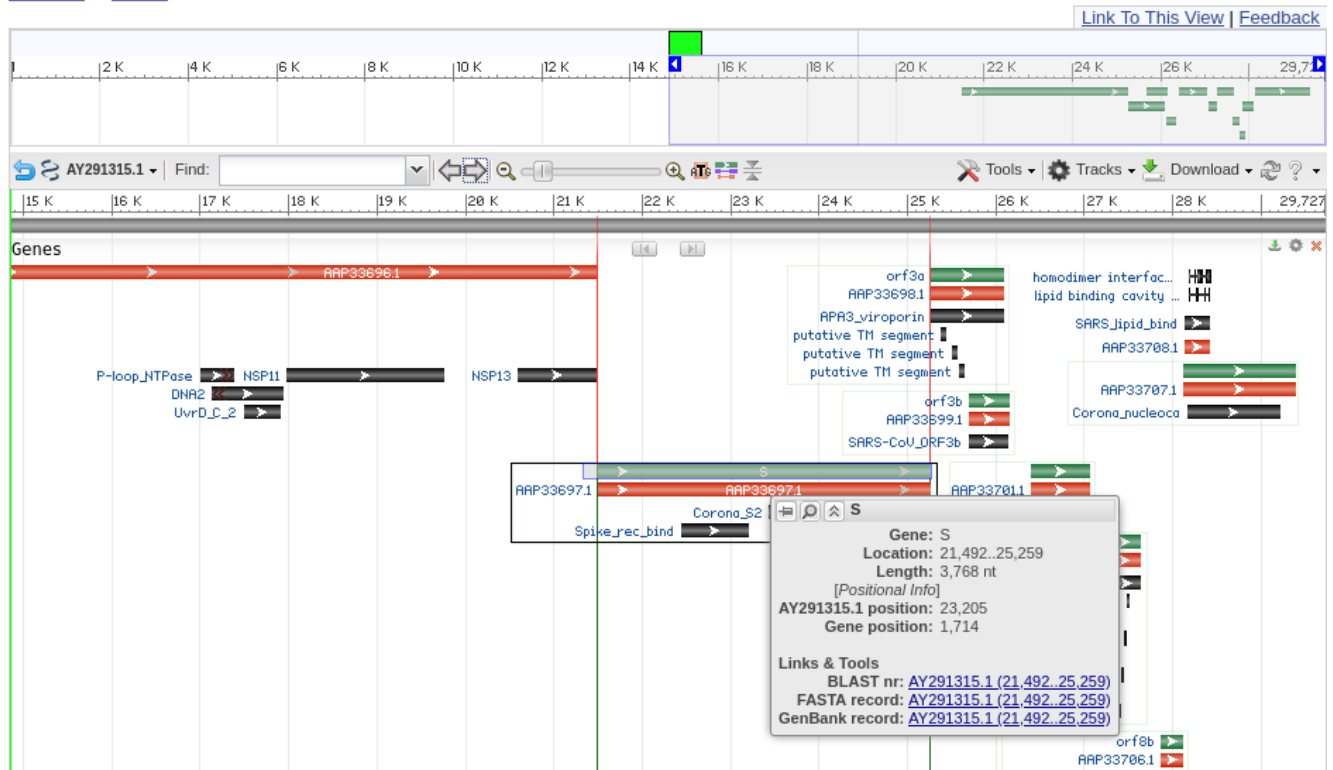 Link To This View | Feedback
2 K 4 K 6 K 8 K 10 K 12 K 14 K 16 K 18 K 20 K 22 K 24 K 26 K 29,72
AY291315.1 Find: ATG Tools Tracks Download ?
15 K 16 K 17 K 18 K 19 K 20 K 21 K 22 K 23 K 24 K 25 K 26 K 27 K 28 K 29,727
Genes
AAP33696.1
orf3a
homodimer interfac...
AAP33698.1
lipid binding cavity ...
APA3_viroporin
SARS_lipid_bind
putative TM segment
AAP33708.1
putative TM segment
putative TM segment
P-loop_NTPase
NSP11
NSP13
AAP33707.1
DNA2
orf3b
UvrD_C_2
AAP33699.1
Corona_nucleoca
SARS-CoV_ORF3b
S
AAP33697.1
AAP33697.1
AAP33701.1
Corona_S2
Spike_rec_bind
S
Gene: S
Location: 21,492..25,259
Length: 3,768 nt
[Positional Info]
AY291315.1 position: 23,205
Gene position: 1,714
Links & Tools
BLAST nr: AY291315.1 (21,492..25,259)
FASTA record: AY291315.1 (21,492..25,259)
GenBank record: AY291315.1 (21,492..25,259)
orf8b
AAP33706.1